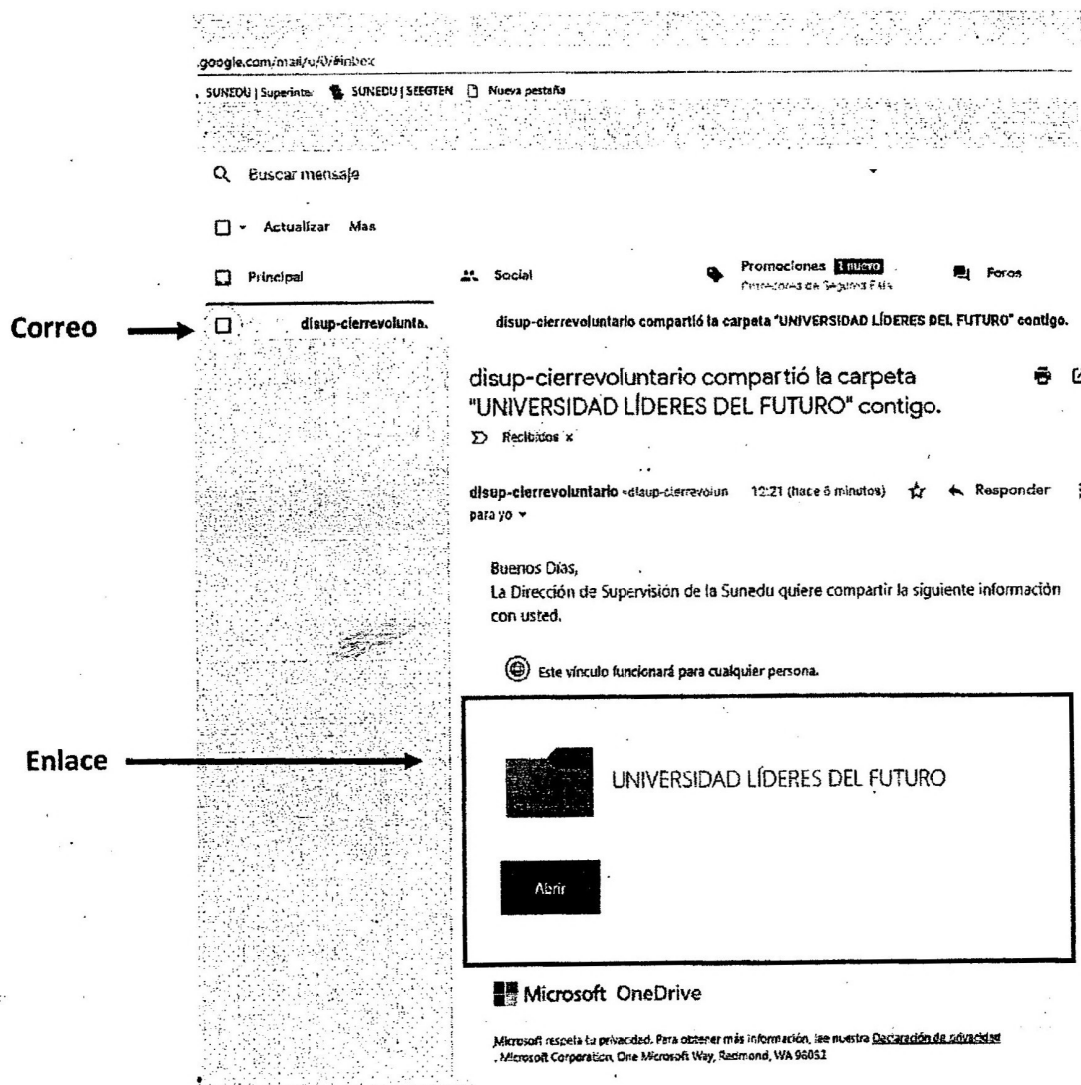 .google.com/mail/u/0/#inbox
SUNEDU | Superinte: SUNEDU | SEEGTEN Nueva pestaña
Buscar mensaje
Actualizar Mas
Principal Social Promociones 1 nuevo Foros
Correo
disup-cierrevolunta. disup-cierrevoluntario compartió la carpeta "UNIVERSIDAD LÍDERES DEL FUTURO" contigo.
disup-cierrevoluntario compartió la carpeta
"UNIVERSIDAD LÍDERES DEL FUTURO" contigo.
Recibidos x
disup-cierrevoluntario <disup-cierrevolun 12:21 (hace 6 minutos) Responder
para yo
Buenos Días,
La Dirección de Supervisión de la Sunedu quiere compartir la siguiente información
con usted.
Este vínculo funcionará para cualquier persona.
Enlace
UNIVERSIDAD LÍDERES DEL FUTURO
Abrir
Microsoft OneDrive
Microsoft respeta tu privacidad. Para obtener más información, lee nuestra Declaración de privacidad
. Microsoft Corporation, One Microsoft Way, Redmond, WA 98052